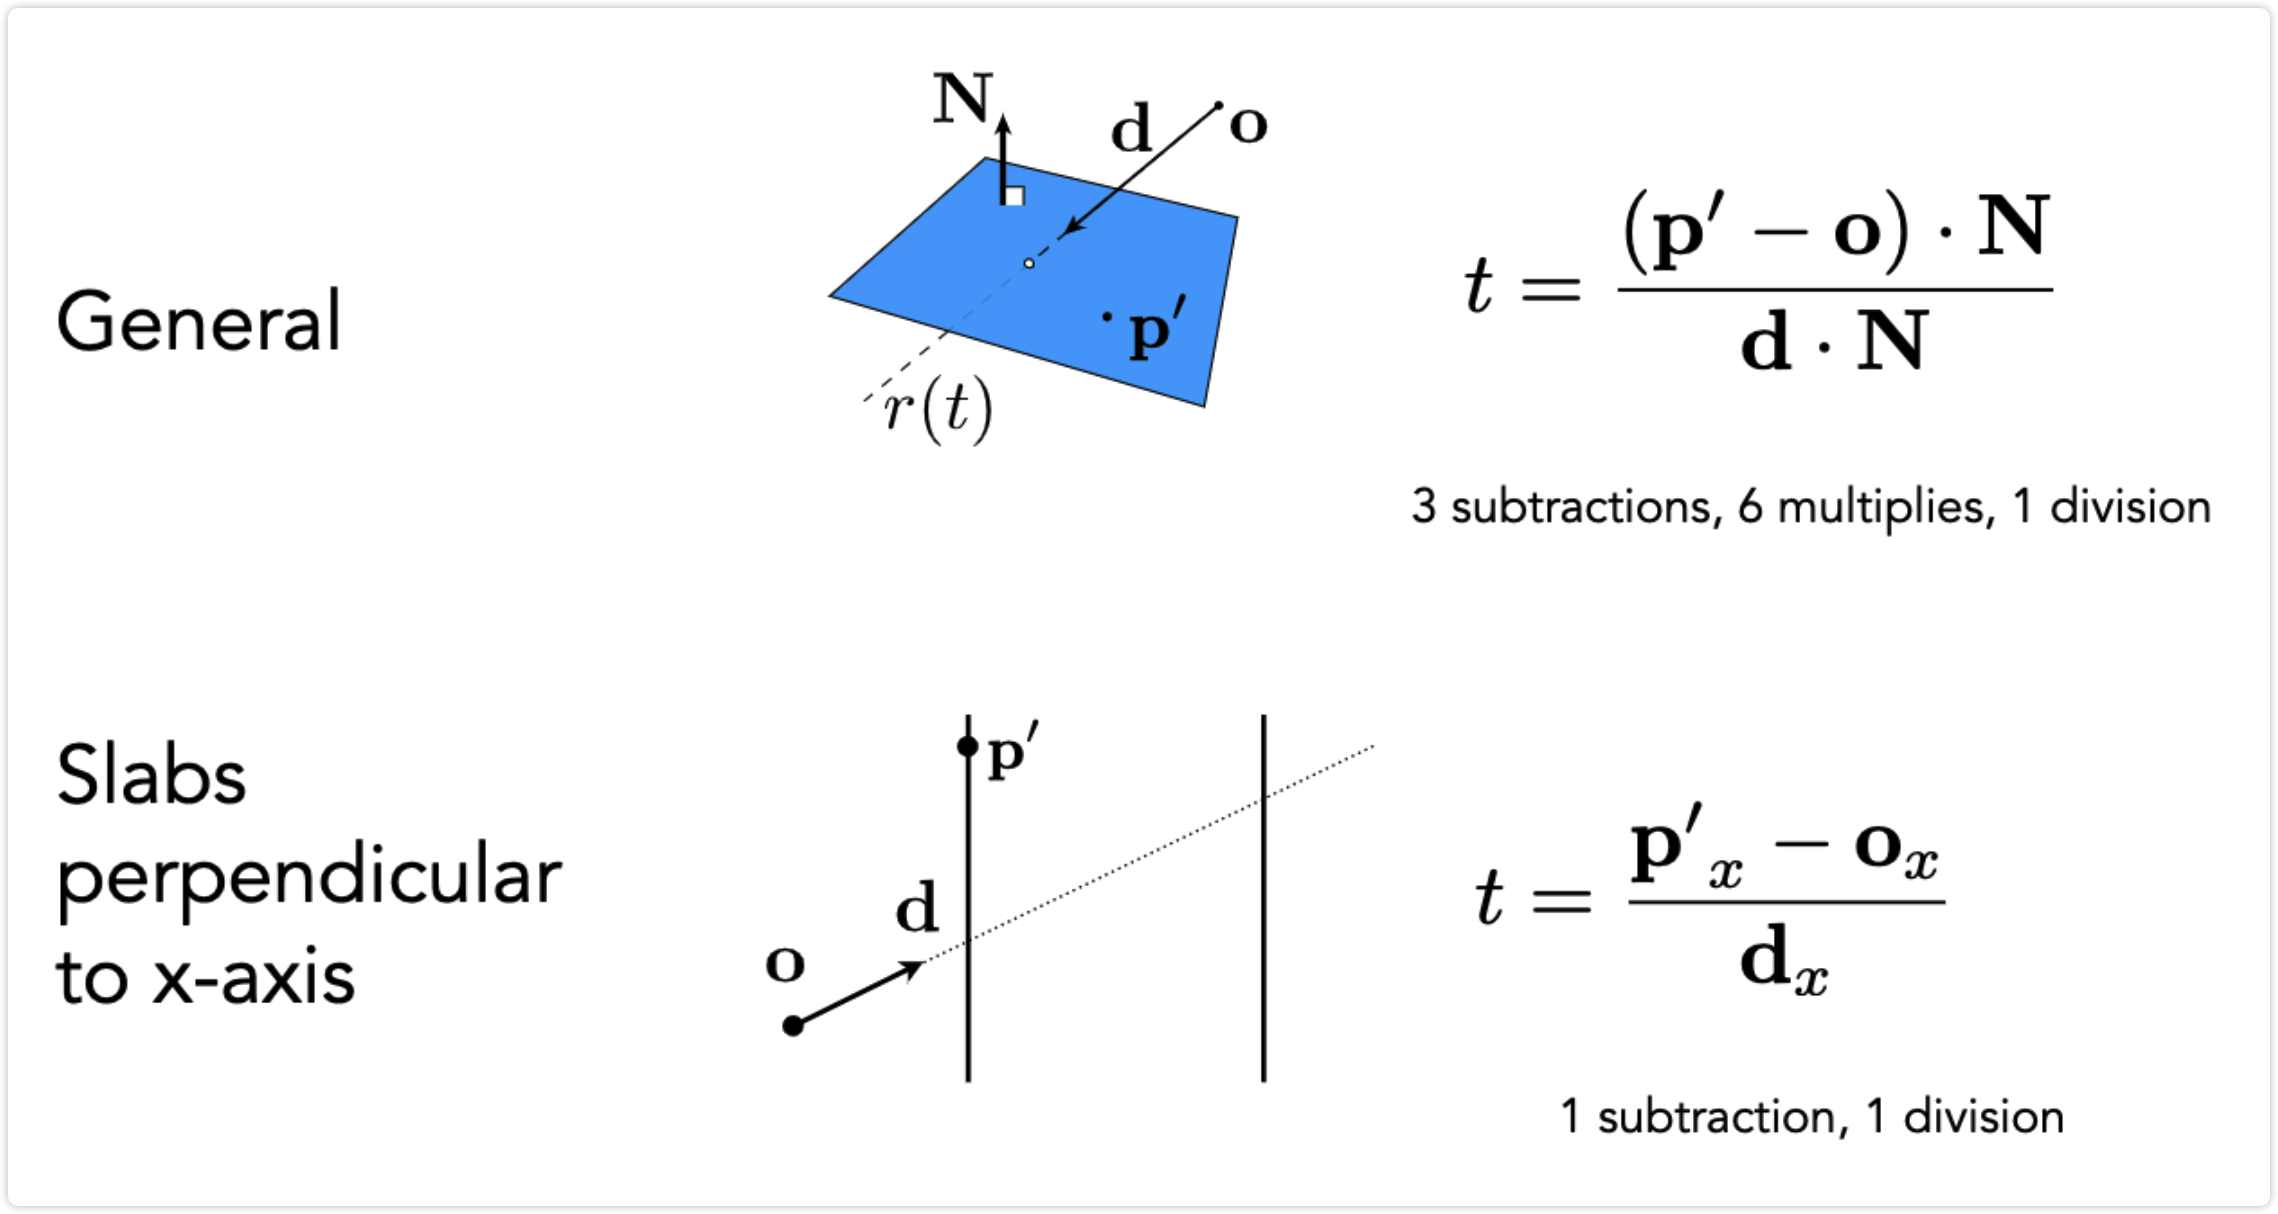 General
N
d
o
p′
r(t)
t = (p′ − o) · N / d · N
3 subtractions, 6 multiplies, 1 division
Slabs
perpendicular
to x-axis
p′
d
o
t = p′x − ox / dx
1 subtraction, 1 division